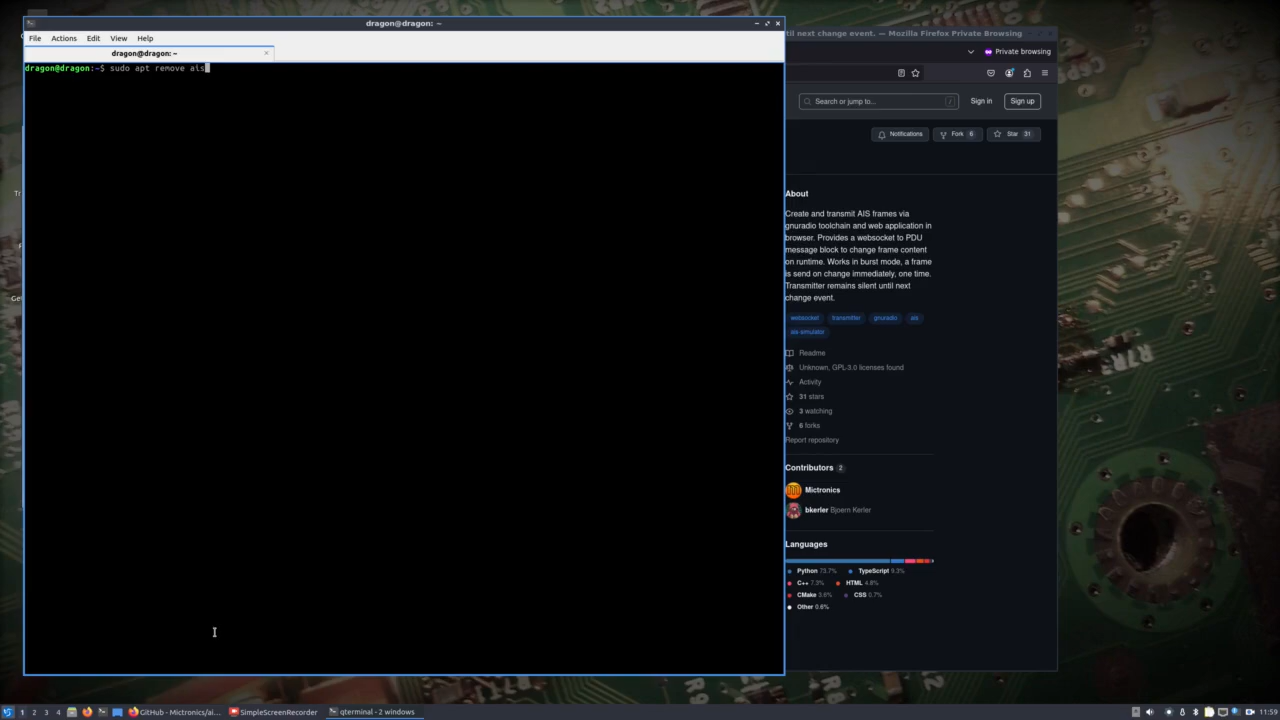 dragon@dragon: ~
til next change event. — Mozilla Firefox Private Browsing
File Actions Edit View Help
Private browsing
dragon@dragon: ~
dragon@dragon:~$ sudo apt remove ais
Search or jump to... /
Sign in
Sign up
Notifications
Fork 6
Star 31
About
Create and transmit AIS frames via
gnuradio toolchain and web application in
browser. Provides a websocket to PDU
message block to change frame content
on runtime. Works in burst mode, a frame
is send on change immediately, one time.
Transmitter remains silent until next
change event.
websocket transmitter gnuradio ais
ais-simulator
Readme
Unknown, GPL-3.0 licenses found
Activity
31 stars
3 watching
6 forks
Report repository
Contributors 2
Mictronics
bkerler Bjoern Kerler
Languages
Python 73.7% TypeScript 9.3%
C++ 7.3% HTML 4.8%
CMake 3.6% CSS 0.7%
Other 0.6%
1 2 3 4
GitHub - Mictronics/ai...
SimpleScreenRecorder
qterminal - 2 windows
11:59